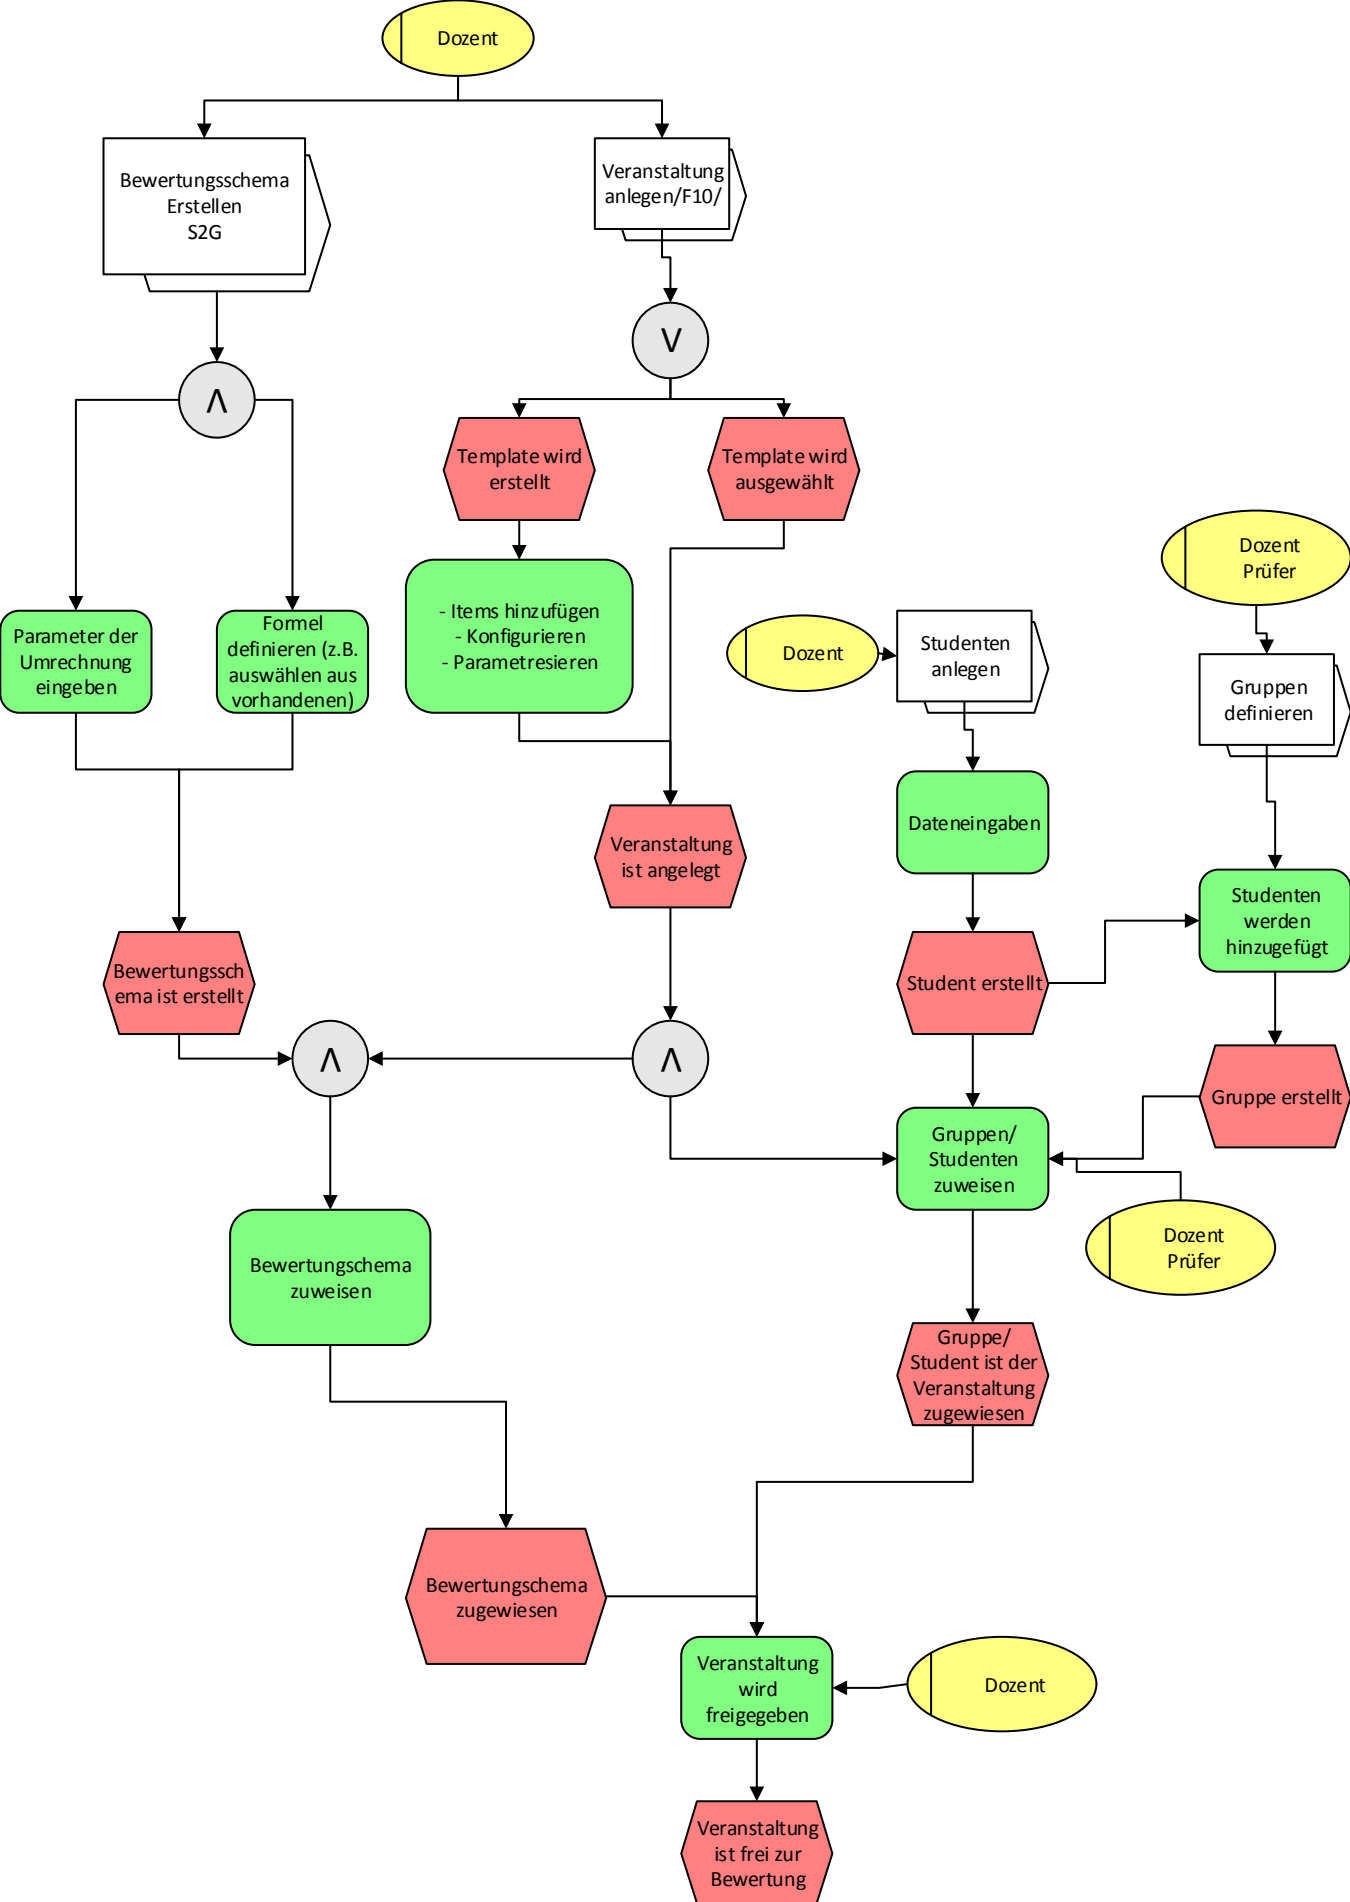 Dozent
Bewertungsschema
Erstellen
S2G
Veranstaltung
anlegen/F10/
V
Λ
Template wird
erstellt
Template wird
ausgewählt
Dozent
Prüfer
- Items hinzufügen
- Konfigurieren
- Parametresieren
Parameter der
Umrechnung
eingeben
Formel
definieren (z.B.
auswählen aus
vorhandenen)
Dozent
Studenten
anlegen
Gruppen
definieren
Dateneingaben
Veranstaltung
ist angelegt
Studenten
werden
hinzugefügt
Bewertungssch
ema ist erstellt
Student erstellt
Λ
Λ
Gruppe erstellt
Gruppen/
Studenten
zuweisen
Dozent
Prüfer
Bewertungschema
zuweisen
Gruppe/
Student ist der
Veranstaltung
zugewiesen
Bewertungschema
zugewiesen
Veranstaltung
wird
freigegeben
Dozent
Veranstaltung
ist frei zur
Bewertung